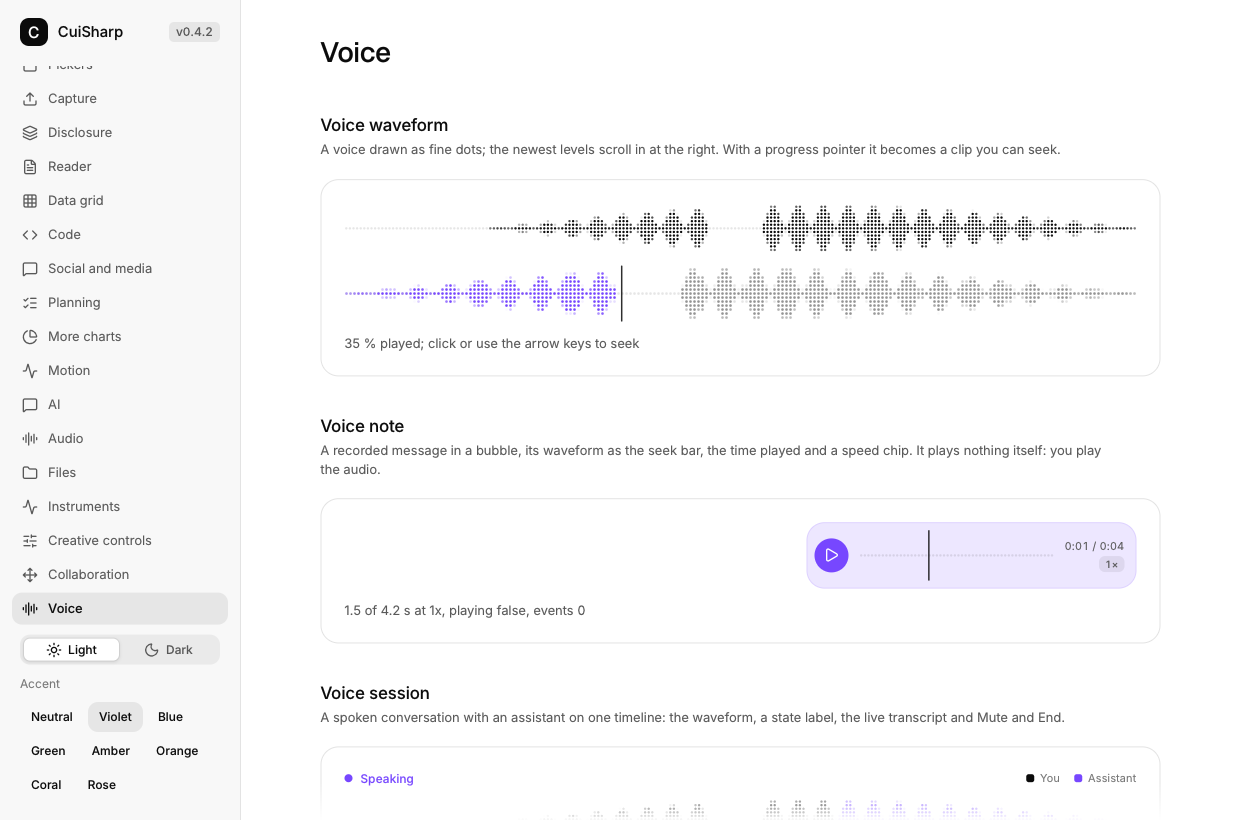 C CuiSharp v0.4.2
Pickers
Capture
Disclosure
Reader
Data grid
Code
Social and media
Planning
More charts
Motion
AI
Audio
Files
Instruments
Creative controls
Collaboration
Voice
Light Dark
Accent
Neutral Violet Blue
Green Amber Orange
Coral Rose
Voice
Voice waveform
A voice drawn as fine dots; the newest levels scroll in at the right. With a progress pointer it becomes a clip you can seek.
35 % played; click or use the arrow keys to seek
Voice note
A recorded message in a bubble, its waveform as the seek bar, the time played and a speed chip. It plays nothing itself: you play
the audio.
0:01 / 0:04
1×
1.5 of 4.2 s at 1x, playing false, events 0
Voice session
A spoken conversation with an assistant on one timeline: the waveform, a state label, the live transcript and Mute and End.
Speaking
You Assistant